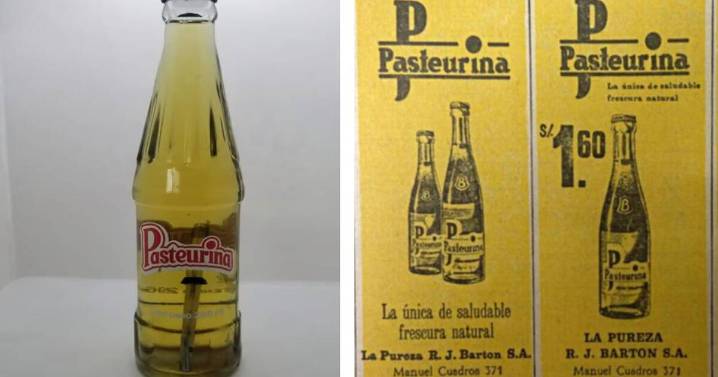 Pasteurina
Pasteurina
La única de saludable
frescura natural
La Pureza R. J. Barton S.A.
Manuel Cuadros 371
Pasteurina
La única de saludable
frescura natural
S/. 1.60
Pasteurina
LA PUREZA
R. J. BARTON S.A.
Manuel Cuadros 371